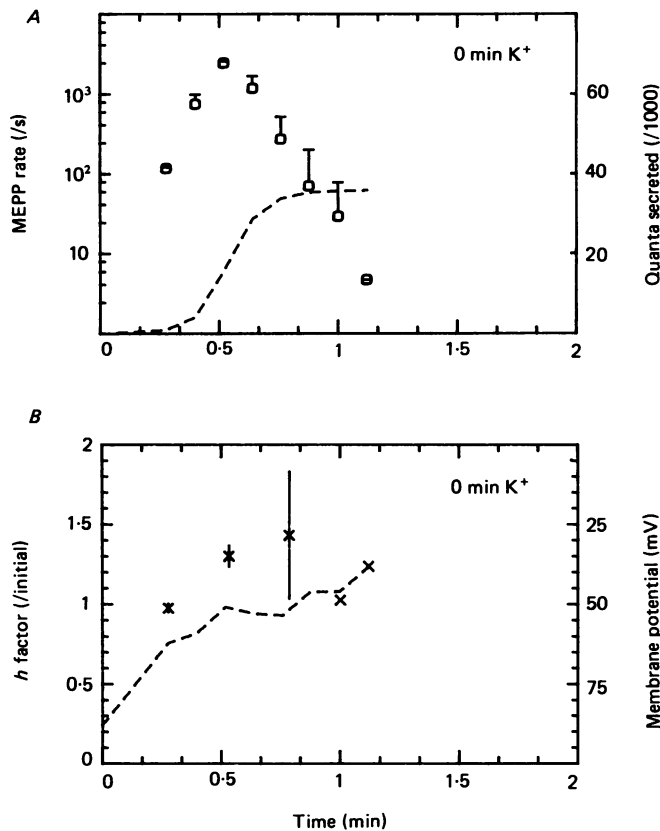 A
0 min K⁺
MEPP rate (/s)
10³
10²
10
60
40
20
Quanta secreted (/1000)
0
0·5
1
1·5
2
B
0 min K⁺
h factor (/initial)
2
1·5
1
0·5
0
25
50
75
Membrane potential (mV)
0
0·5
1
1·5
2
Time (min)